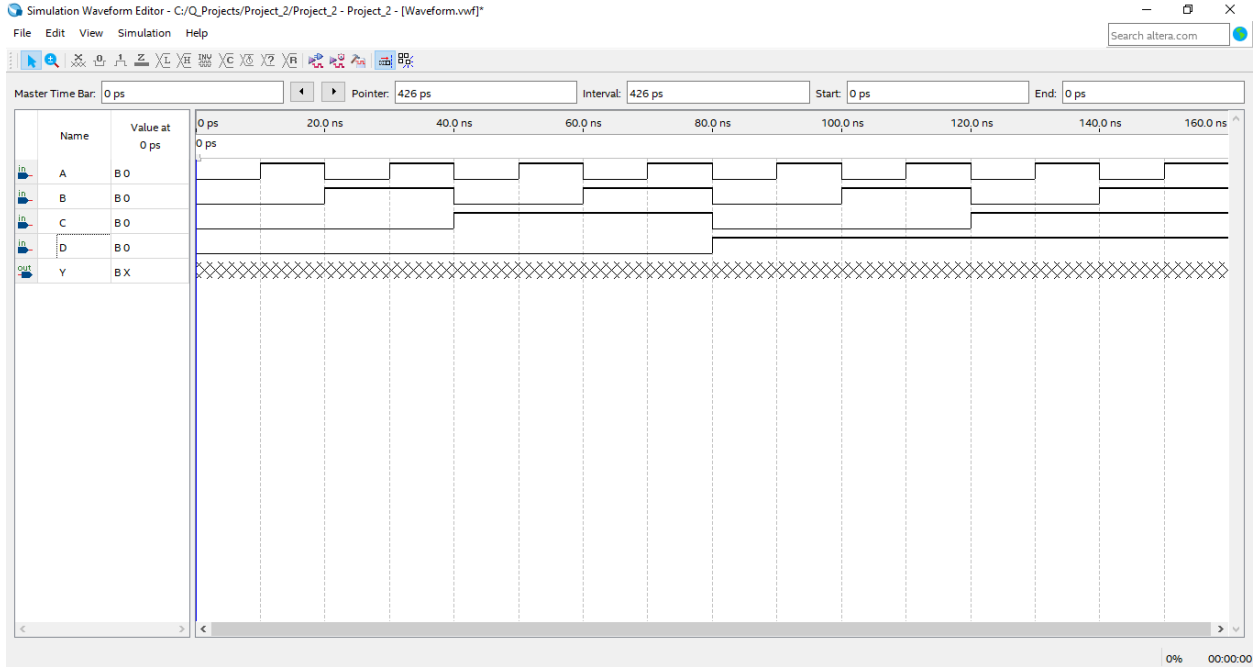 Simulation Waveform Editor - C:/Q_Projects/Project_2/Project_2 - Project_2 - [Waveform.vwf]*
File Edit View Simulation Help
Search altera.com
Master Time Bar: 0 ps Pointer: 426 ps Interval: 426 ps Start: 0 ps End: 0 ps
Name Value at 0 ps
0 ps 20.0 ns 40.0 ns 60.0 ns 80.0 ns 100.0 ns 120.0 ns 140.0 ns 160.0 ns
0 ps
in A B 0
in B B 0
in C B 0
in D B 0
out Y B X
0% 00:00:00